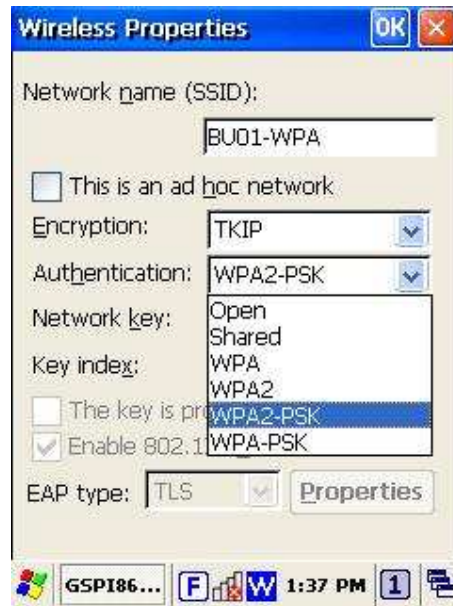 Wireless Properties OK
Network name (SSID):
BU01-WPA
This is an ad hoc network
Encryption: TKIP
Authentication: WPA2-PSK
Network key: Open
Shared
Key index: WPA
WPA2
The key is pr WPA2-PSK
Enable 802.1 WPA-PSK
EAP type: TLS Properties
GSPI86... F W 1:37 PM 1